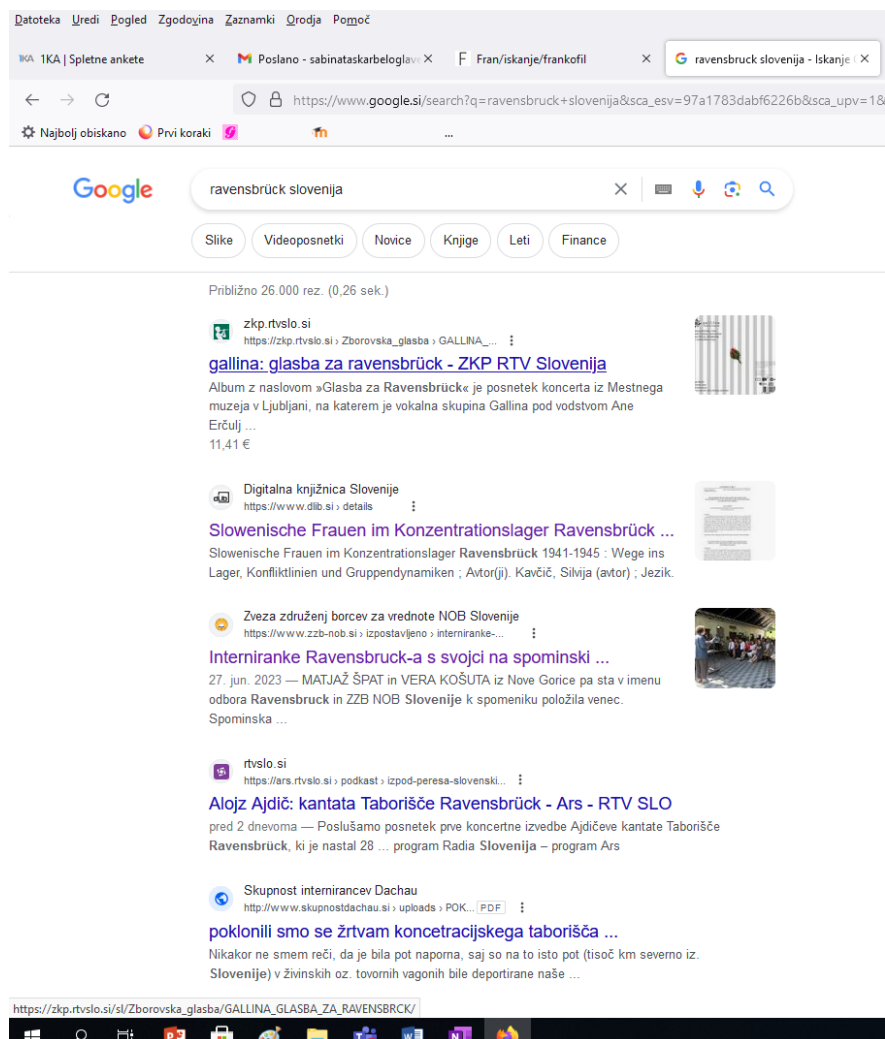 Datoteka Uredi Pogled Zgodovina Zaznamki Orodja Pomoč
1KA 1KA | Spletne ankete × Poslano - sabinataskarbeloglav × F Fran/iskanje/frankofil × ravensbruck slovenija - Iskanje ×
https://www.google.si/search?q=ravensbruck+slovenija&sca_esv=97a1783dabf6226b&sca_upv=1&
Najbolj obiskano Prvi koraki ...
Google ravensbrück slovenija
Slike Videoposnetki Novice Knjige Leti Finance
Približno 26.000 rez. (0,26 sek.)
zkp.rtvslo.si
https://zkp.rtvslo.si › Zborovska_glasba › GALLINA_...
gallina: glasba za ravensbrück - ZKP RTV Slovenija
Album z naslovom »Glasba za Ravensbrück« je posnetek koncerta iz Mestnega
muzeja v Ljubljani, na katerem je vokalna skupina Gallina pod vodstvom Ane
Erčulj ...
11,41 €
Digitalna knjižnica Slovenije
https://www.dlib.si › details
Slowenische Frauen im Konzentrationslager Ravensbrück ...
Slowenische Frauen im Konzentrationslager Ravensbrück 1941-1945 : Wege ins
Lager, Konfliktlinien und Gruppendynamiken ; Avtor(ji). Kavčič, Silvija (avtor) ; Jezik.
Zveza združenj borcev za vrednote NOB Slovenije
https://www.zzb-nob.si › izpostavljeno › interniranke-...
Interniranke Ravensbruck-a s svojci na spominski ...
27. jun. 2023 — MATJAŽ ŠPAT in VERA KOŠUTA iz Nove Gorice pa sta v imenu
odbora Ravensbruck in ZZB NOB Slovenije k spomeniku položila venec.
Spominska ...
rtvslo.si
https://ars.rtvslo.si › podkast › izpod-peresa-slovenski...
Alojz Ajdič: kantata Taborišče Ravensbrück - Ars - RTV SLO
pred 2 dnevoma — Poslušamo posnetek prve koncertne izvedbe Ajdičeve kantate Taborišče
Ravensbrück, ki je nastal 28 ... program Radia Slovenija – program Ars
Skupnost internirancev Dachau
http://www.skupnostdachau.si › uploads › POK... PDF
poklonili smo se žrtvam koncetracijskega taborišča ...
Nikakor ne smem reči, da je bila pot naporna, saj so na to isto pot (tisoč km severno iz.
Slovenije) v živinskih oz. tovornih vagonih bile deportirane naše ...
https://zkp.rtvslo.si/sl/Zborovska_glasba/GALLINA_GLASBA_ZA_RAVENSBRCK/